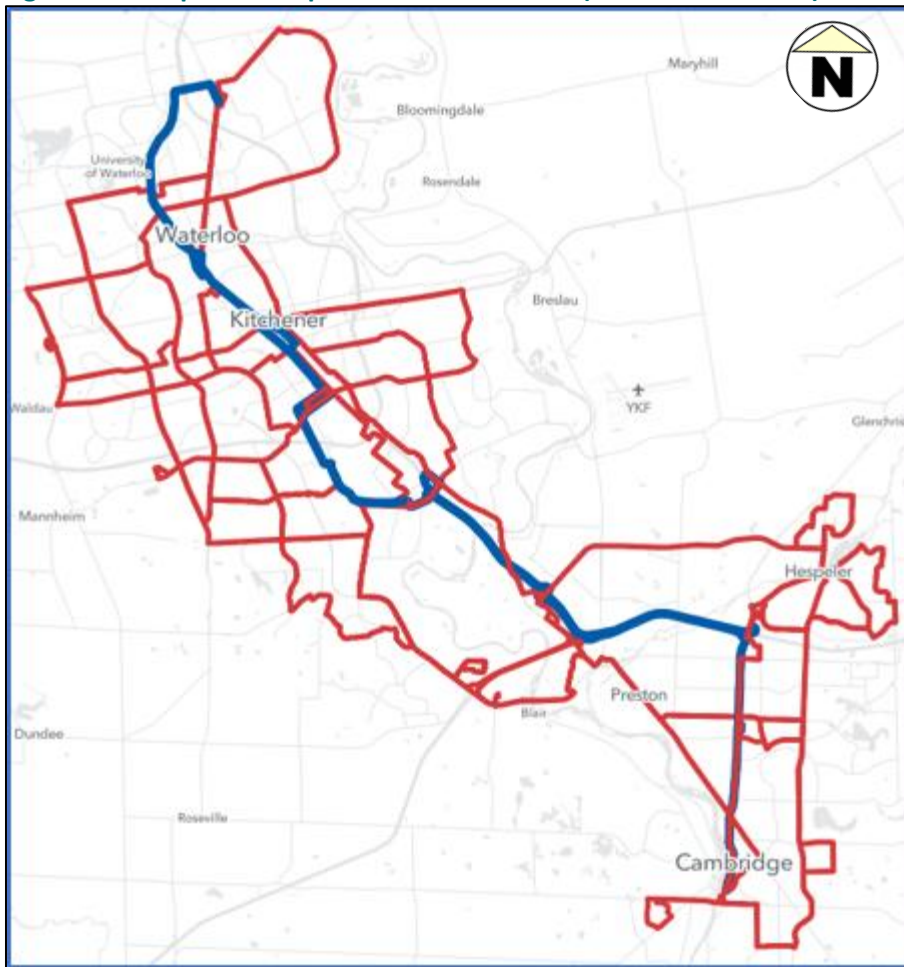 Maryhill
N
Bloomingdale
University
of Waterloo
Rosendale
Waterloo
Breslau
Kitchener
YKF
Waldau
Glenchris
Mannheim
Hespeler
Preston
Blair
Dundee
Roseville
Cambridge